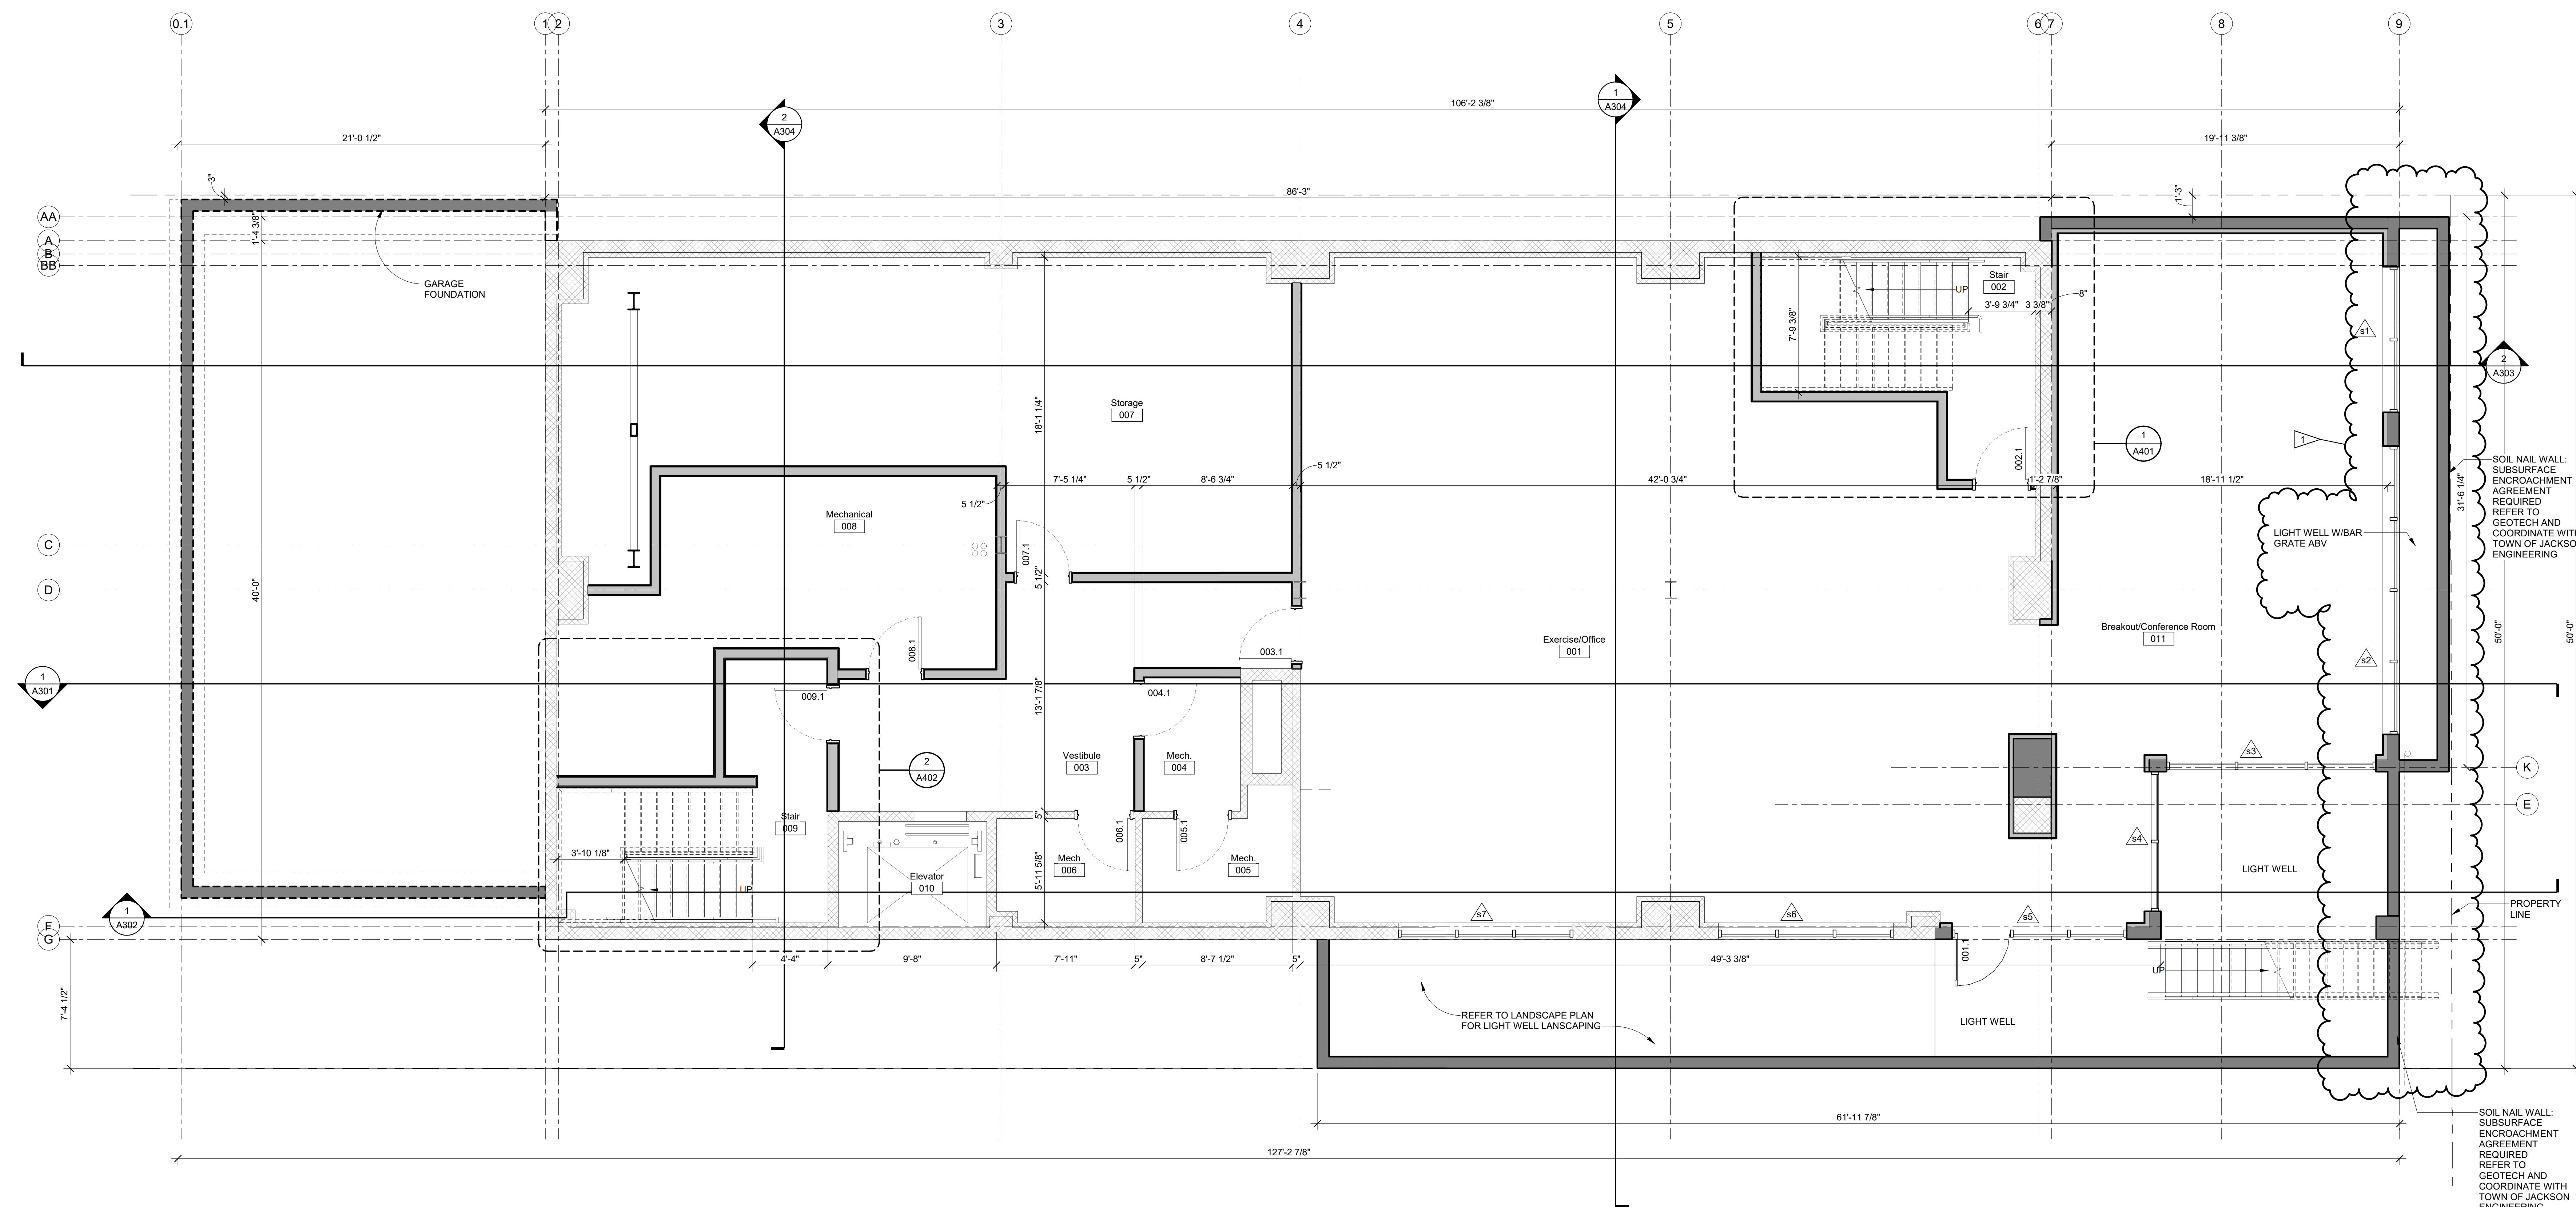 0.1
1
2
3
4
5
6
7
8
9
1
A304
2
A304
106'-2 3/8"
21'-0 1/2"
19'-11 3/8"
3"
86'-3"
1'-3"
AA
A
B
BB
1'-4 3/8"
GARAGE
FOUNDATION
Stair
002
UP
3'-9 3/4"
3 3/8"
8"
7'-9 3/8"
s1
2
A303
Storage
007
18'-1 1/4"
002.1
1
A401
1
5 1/2"
7'-5 1/4"
5 1/2"
8'-6 3/4"
42'-0 3/4"
1'-2 7/8"
18'-11 1/2"
31'-6 1/4"
SOIL NAIL WALL:
SUBSURFACE
ENCROACHMENT
AGREEMENT
REQUIRED
REFER TO
GEOTECH AND
COORDINATE WITH
TOWN OF JACKSO
ENGINEERING
5 1/2"
Mechanical
008
C
007.1
LIGHT WELL W/BAR
GRATE ABV
D
40'-0"
5 1/2"
Exercise/Office
001
Breakout/Conference Room
011
50'-0"
50'-0"
008.1
003.1
s2
1
A301
009.1
13'-1 7/8"
004.1
Vestibule
003
Mech.
004
2
A402
s3
K
E
Stair
009
5"
006.1
005.1
s4
3'-10 1/8"
Mech
006
Mech.
005
5'-11 5/8"
Elevator
010
UP
LIGHT WELL
1
A302
F
G
s7
s6
s5
PROPERTY
LINE
001.1
4'-4"
9'-8"
7'-11"
5"
8'-7 1/2"
5"
49'-3 3/8"
UP
7'-4 1/2"
REFER TO LANDSCAPE PLAN
FOR LIGHT WELL LANSCAPING
LIGHT WELL
61'-11 7/8"
SOIL NAIL WALL:
SUBSURFACE
ENCROACHMENT
AGREEMENT
REQUIRED
REFER TO
GEOTECH AND
COORDINATE WITH
TOWN OF JACKSON
ENGINEERING
127'-2 7/8"